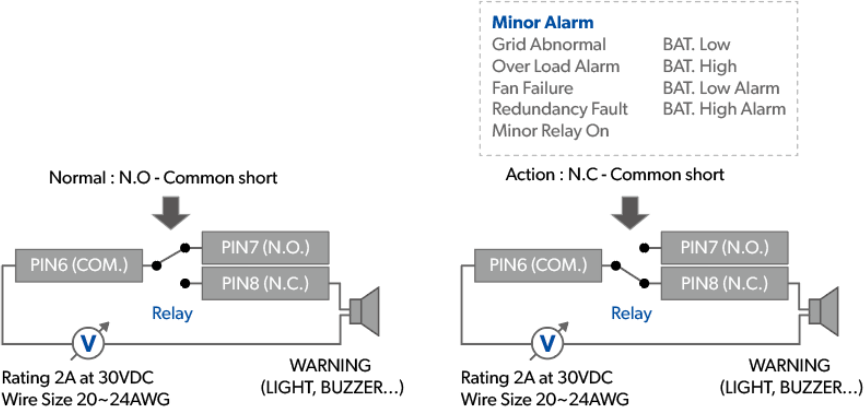 Minor Alarm
Grid Abnormal BAT. Low
Over Load Alarm BAT. High
Fan Failure BAT. Low Alarm
Redundancy Fault BAT. High Alarm
Minor Relay On
Normal : N.O - Common short
PIN6 (COM.)
PIN7 (N.O.)
PIN8 (N.C.)
Relay
V
Rating 2A at 30VDC
Wire Size 20~24AWG
WARNING
(LIGHT, BUZZER...)
Action : N.C - Common short
PIN6 (COM.)
PIN7 (N.O.)
PIN8 (N.C.)
Relay
V
Rating 2A at 30VDC
Wire Size 20~24AWG
WARNING
(LIGHT, BUZZER...)